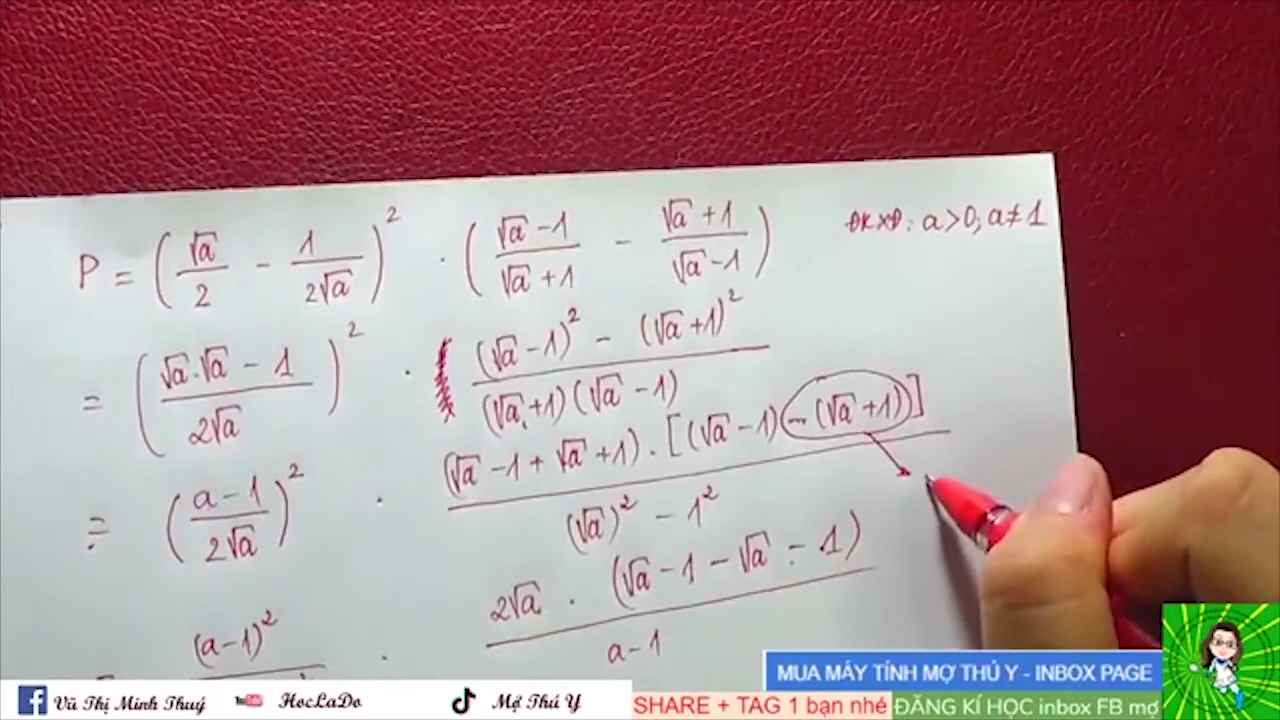 P = (√a/2 - 1/(2√a))² · ((√a - 1)/(√a + 1) - (√a + 1)/(√a - 1)) ĐKXĐ: a > 0; a ≠ 1
= ((√a.√a - 1)/(2√a))² · ((√a - 1)² - (√a + 1)²)/((√a + 1)(√a - 1))
= ((a - 1)/(2√a))² · ((√a - 1 + √a + 1).[(√a - 1) - (√a + 1)])/((√a)² - 1²)
(a - 1)² · (2√a . (√a - 1 - √a - 1))/(a - 1)
MUA MÁY TÍNH MỢ THỦ Y - INBOX PAGE
Vũ Thị Minh Thuý HocLaDo Mợ Thú Y SHARE + TAG 1 bạn nhé ĐĂNG KÍ HỌC inbox FB mợ